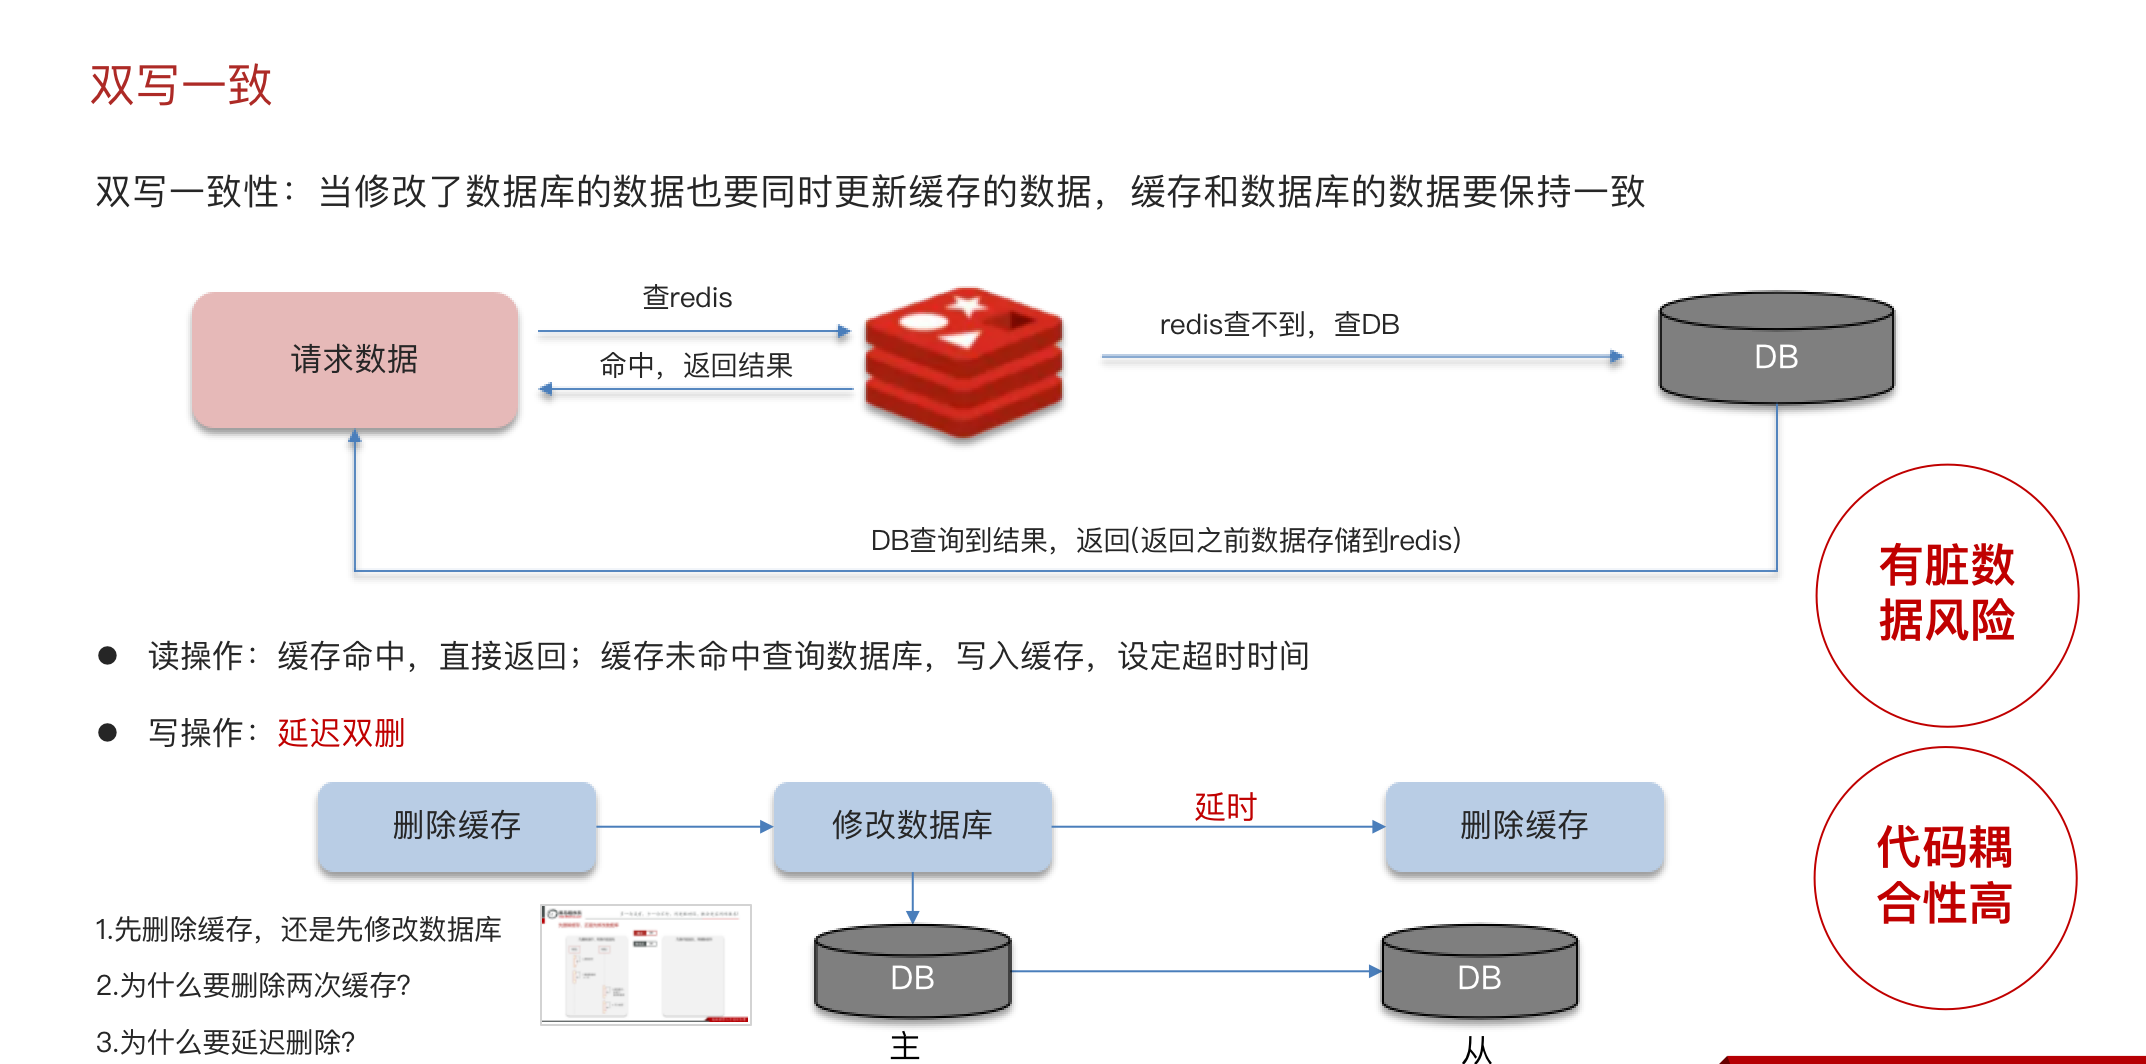 双写一致
双写一致性：当修改了数据库的数据也要同时更新缓存的数据，缓存和数据库的数据要保持一致
请求数据
查redis
命中，返回结果
redis查不到，查DB
DB
DB查询到结果，返回(返回之前数据存储到redis)
有脏数
据风险
读操作：缓存命中，直接返回；缓存未命中查询数据库，写入缓存，设定超时时间
写操作：延迟双删
删除缓存
修改数据库
延时
删除缓存
代码耦
合性高
1.先删除缓存，还是先修改数据库
2.为什么要删除两次缓存?
3.为什么要延迟删除?
DB
主
DB
从